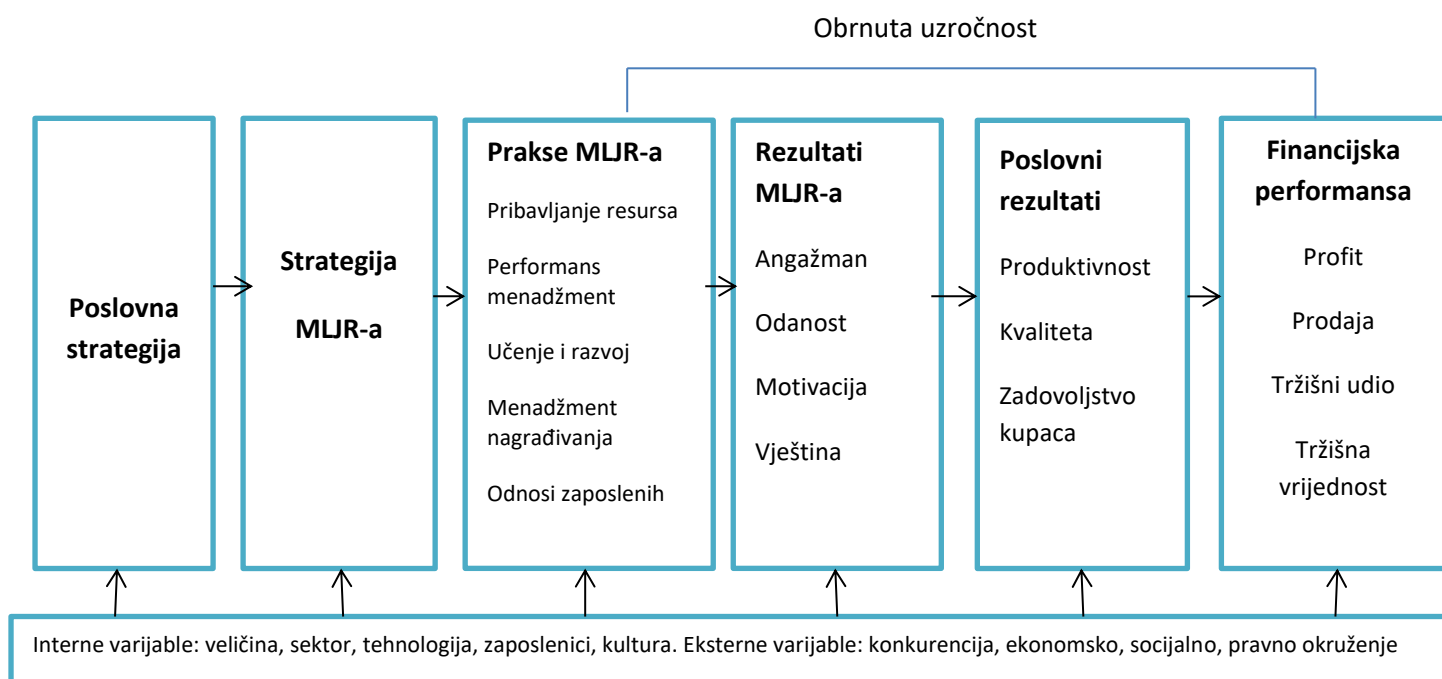 Obrnuta uzročnost
Poslovna
strategija
Strategija
MLJR-a
Prakse MLJR-a
Pribavljanje resursa
Performans
menadžment
Učenje i razvoj
Menadžment
nagrađivanja
Odnosi zaposlenih
Rezultati
MLJR-a
Angažman
Odanost
Motivacija
Vještina
Poslovni
rezultati
Produktivnost
Kvaliteta
Zadovoljstvo
kupaca
Financijska
performansa
Profit
Prodaja
Tržišni udio
Tržišna
vrijednost
Interne varijable: veličina, sektor, tehnologija, zaposlenici, kultura. Eksterne varijable: konkurencija, ekonomsko, socijalno, pravno okruženje